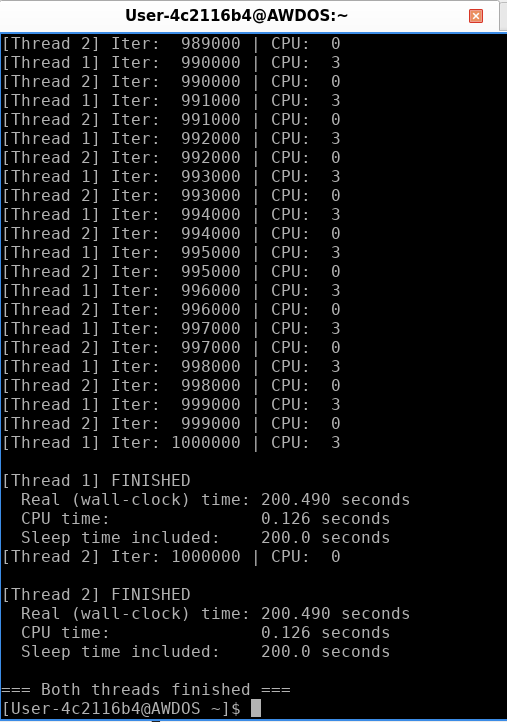 User-4c2116b4@AWDOS:~
[Thread 2] Iter:  989000 | CPU:  0
[Thread 1] Iter:  990000 | CPU:  3
[Thread 2] Iter:  990000 | CPU:  0
[Thread 1] Iter:  991000 | CPU:  3
[Thread 2] Iter:  991000 | CPU:  0
[Thread 1] Iter:  992000 | CPU:  3
[Thread 2] Iter:  992000 | CPU:  0
[Thread 1] Iter:  993000 | CPU:  3
[Thread 2] Iter:  993000 | CPU:  0
[Thread 1] Iter:  994000 | CPU:  3
[Thread 2] Iter:  994000 | CPU:  0
[Thread 1] Iter:  995000 | CPU:  3
[Thread 2] Iter:  995000 | CPU:  0
[Thread 1] Iter:  996000 | CPU:  3
[Thread 2] Iter:  996000 | CPU:  0
[Thread 1] Iter:  997000 | CPU:  3
[Thread 2] Iter:  997000 | CPU:  0
[Thread 1] Iter:  998000 | CPU:  3
[Thread 2] Iter:  998000 | CPU:  0
[Thread 1] Iter:  999000 | CPU:  3
[Thread 2] Iter:  999000 | CPU:  0
[Thread 1] Iter: 1000000 | CPU:  3
[Thread 1] FINISHED
  Real (wall-clock) time: 200.490 seconds
  CPU time:               0.126 seconds
  Sleep time included:    200.0 seconds
[Thread 2] Iter: 1000000 | CPU:  0
[Thread 2] FINISHED
  Real (wall-clock) time: 200.490 seconds
  CPU time:               0.126 seconds
  Sleep time included:    200.0 seconds
=== Both threads finished ===
[User-4c2116b4@AWDOS ~]$